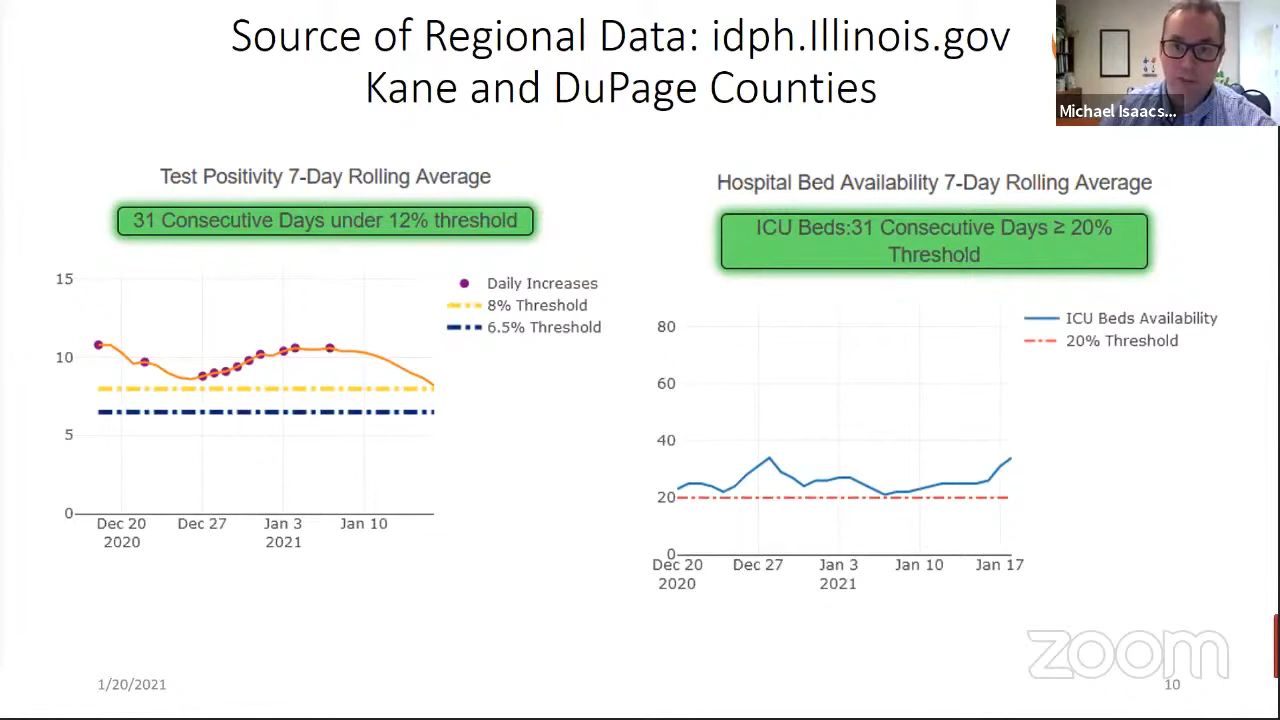 Source of Regional Data: idph.Illinois.gov
Kane and DuPage Counties
Michael Isaacs...
Test Positivity 7-Day Rolling Average
31 Consecutive Days under 12% threshold
15
10
5
0
Dec 20
2020
Dec 27
Jan 3
2021
Jan 10
Daily Increases
8% Threshold
6.5% Threshold
Hospital Bed Availability 7-Day Rolling Average
ICU Beds:31 Consecutive Days ≥ 20%
Threshold
80
60
40
20
0
Dec 20
2020
Dec 27
Jan 3
2021
Jan 10
Jan 17
ICU Beds Availability
20% Threshold
zoom
1/20/2021
10